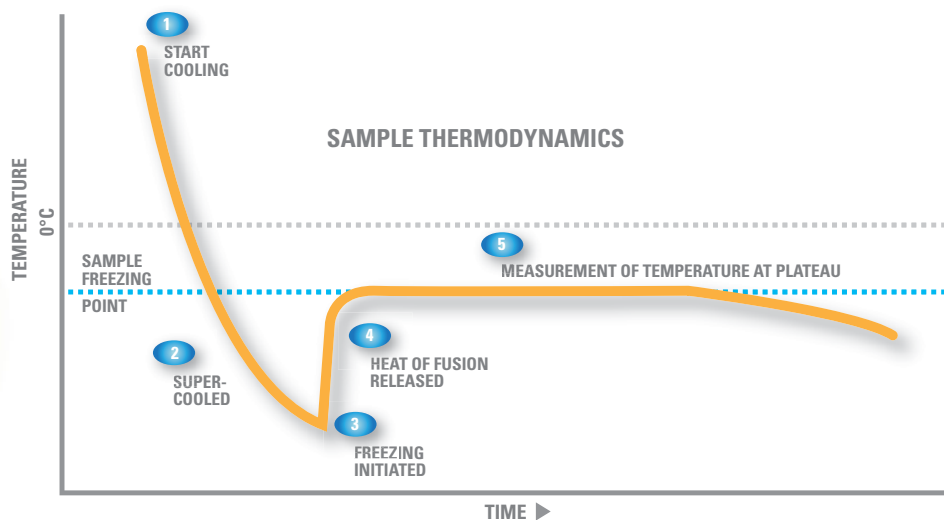 1
START
COOLING
SAMPLE THERMODYNAMICS
TEMPERATURE
0°C
5
MEASUREMENT OF TEMPERATURE AT PLATEAU
SAMPLE
FREEZING
POINT
4
HEAT OF FUSION
RELEASED
2
SUPER-
COOLED
3
FREEZING
INITIATED
TIME